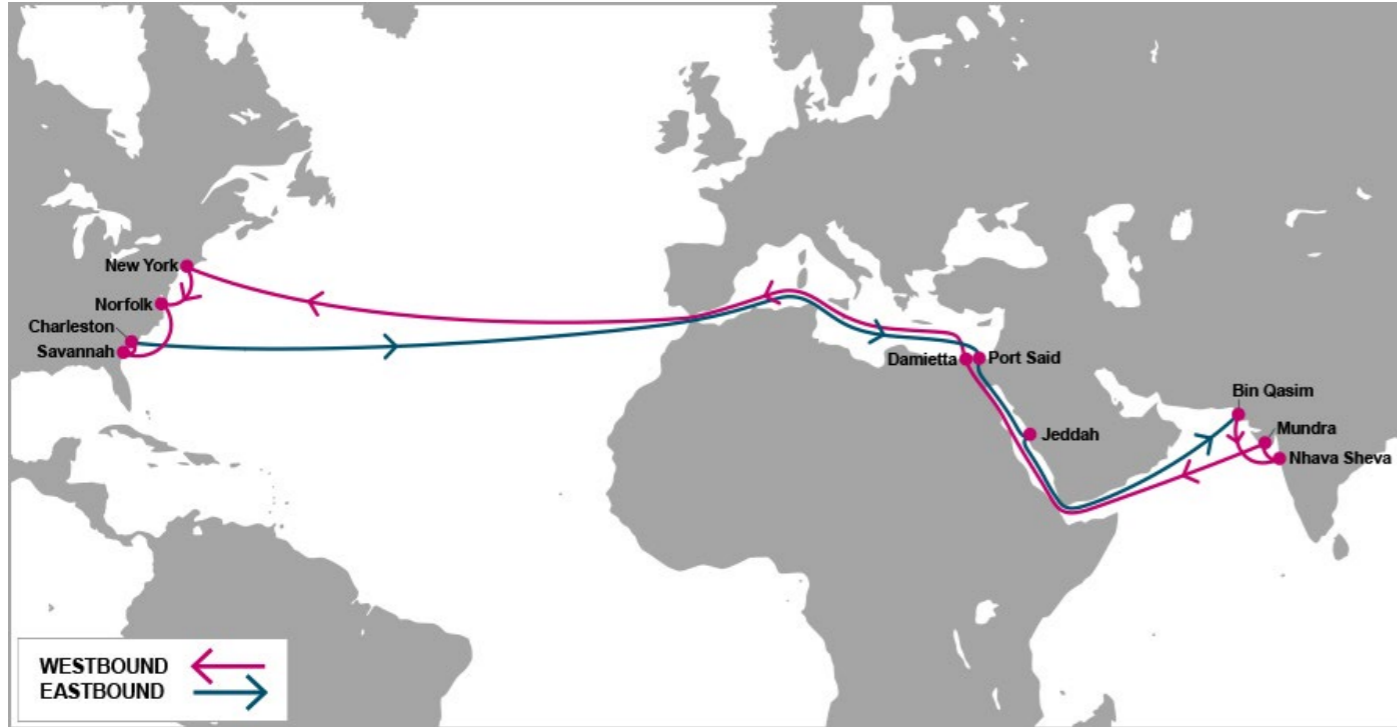 New York
Norfolk
Charleston
Savannah
Damietta
Port Said
Jeddah
Bin Qasim
Mundra
Nhava Sheva
WESTBOUND
EASTBOUND